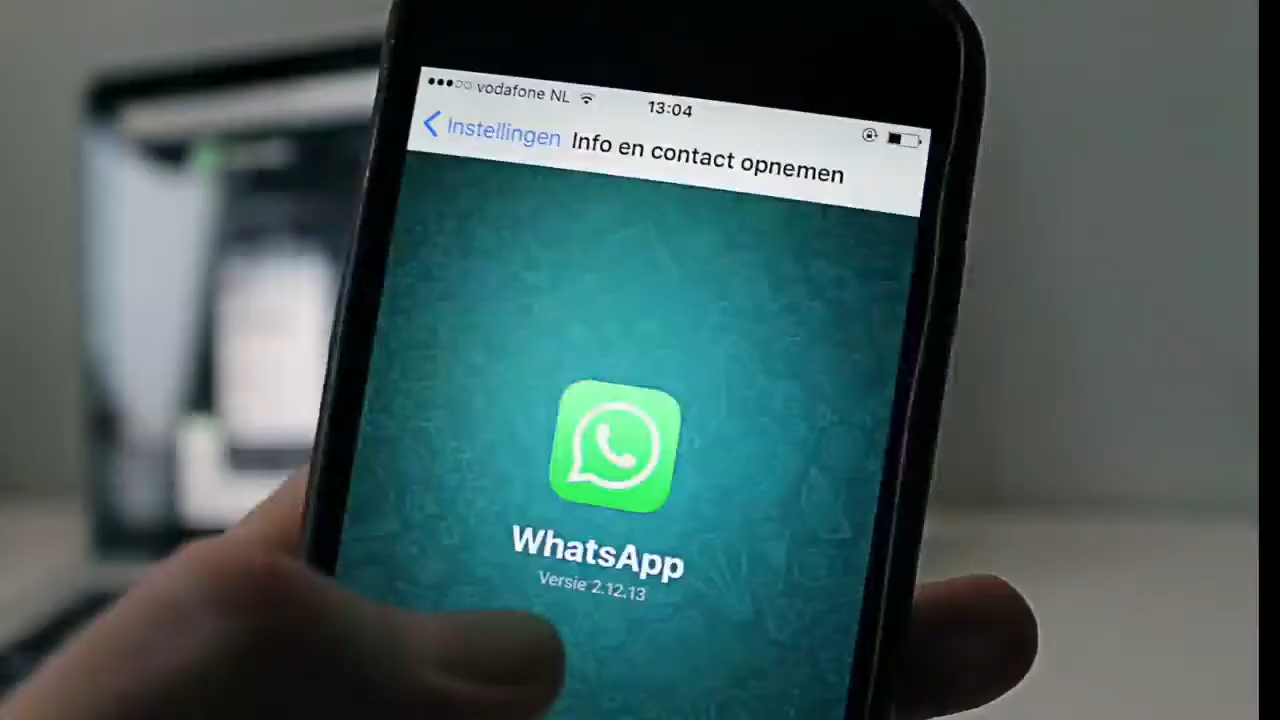 vodafone NL 13:04
Instellingen Info en contact opnemen
WhatsApp
Versie 2.12.13